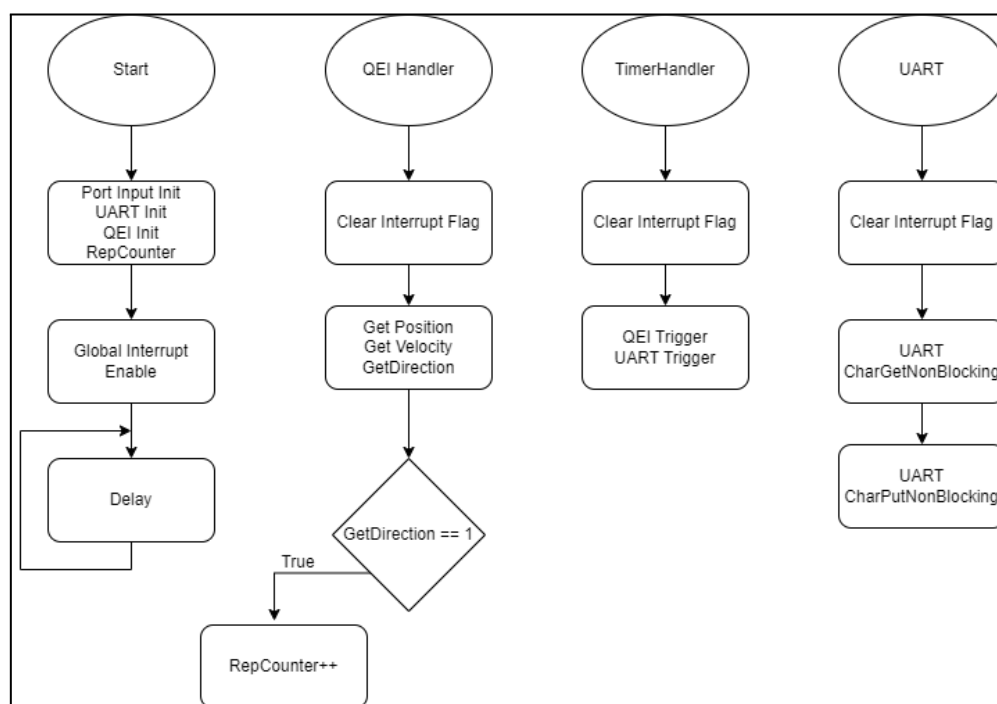 Start
Port Input Init
UART Init
QEI Init
RepCounter
Global Interrupt
Enable
Delay
QEI Handler
Clear Interrupt Flag
Get Position
Get Velocity
GetDirection
GetDirection == 1
True
RepCounter++
TimerHandler
Clear Interrupt Flag
QEI Trigger
UART Trigger
UART
Clear Interrupt Flag
UART
CharGetNonBlocking
UART
CharPutNonBlocking